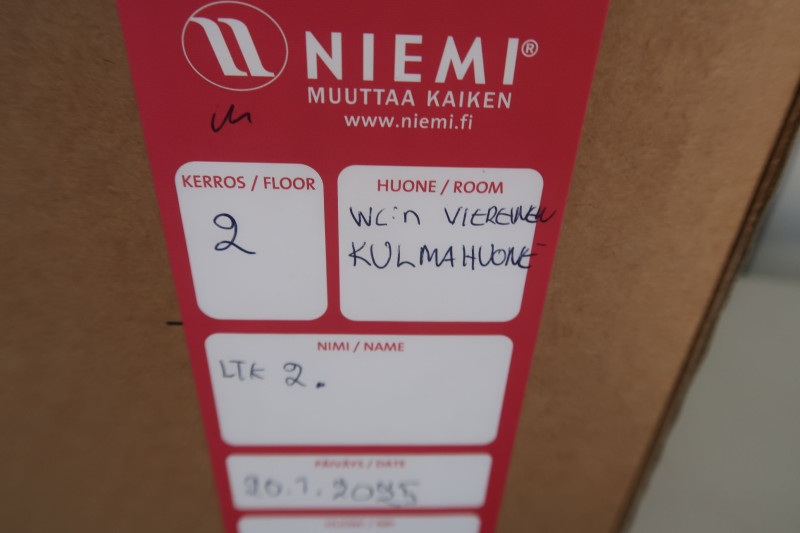 NIEMI®
MUUTTAA KAIKEN
www.niemi.fi
KERROS / FLOOR
2
HUONE / ROOM
WC:n VIEREINEN
KULMAHUONE
NIMI / NAME
LTK 2.
PÄIVÄYS / DATE
20.1.2025